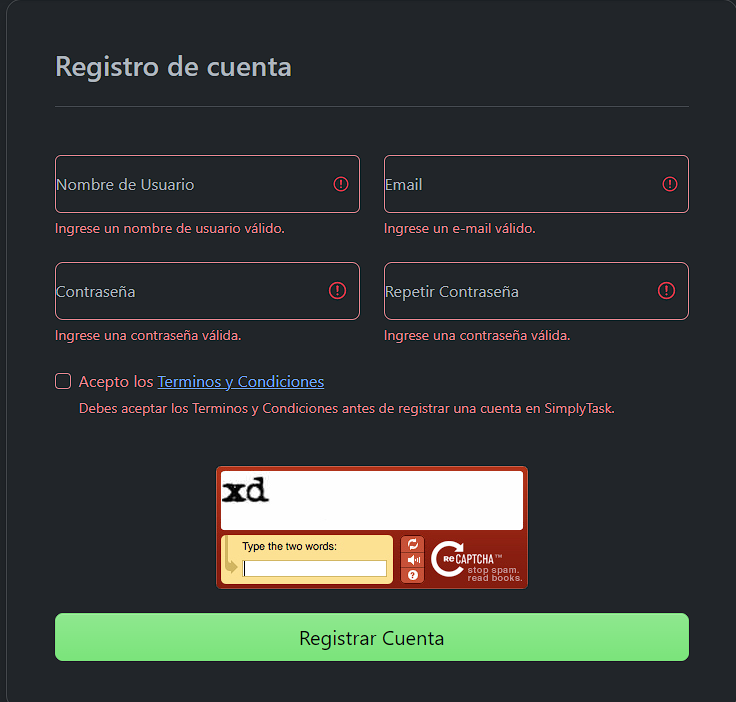 Registro de cuenta
Nombre de Usuario
Email
Ingrese un nombre de usuario válido.
Ingrese un e-mail válido.
Contraseña
Repetir Contraseña
Ingrese una contraseña válida.
Ingrese una contraseña válida.
Acepto los Terminos y Condiciones
Debes aceptar los Terminos y Condiciones antes de registrar una cuenta en SimplyTask.
xd
Type the two words:
RECAPTCHA™
stop spam.
read books.
Registrar Cuenta